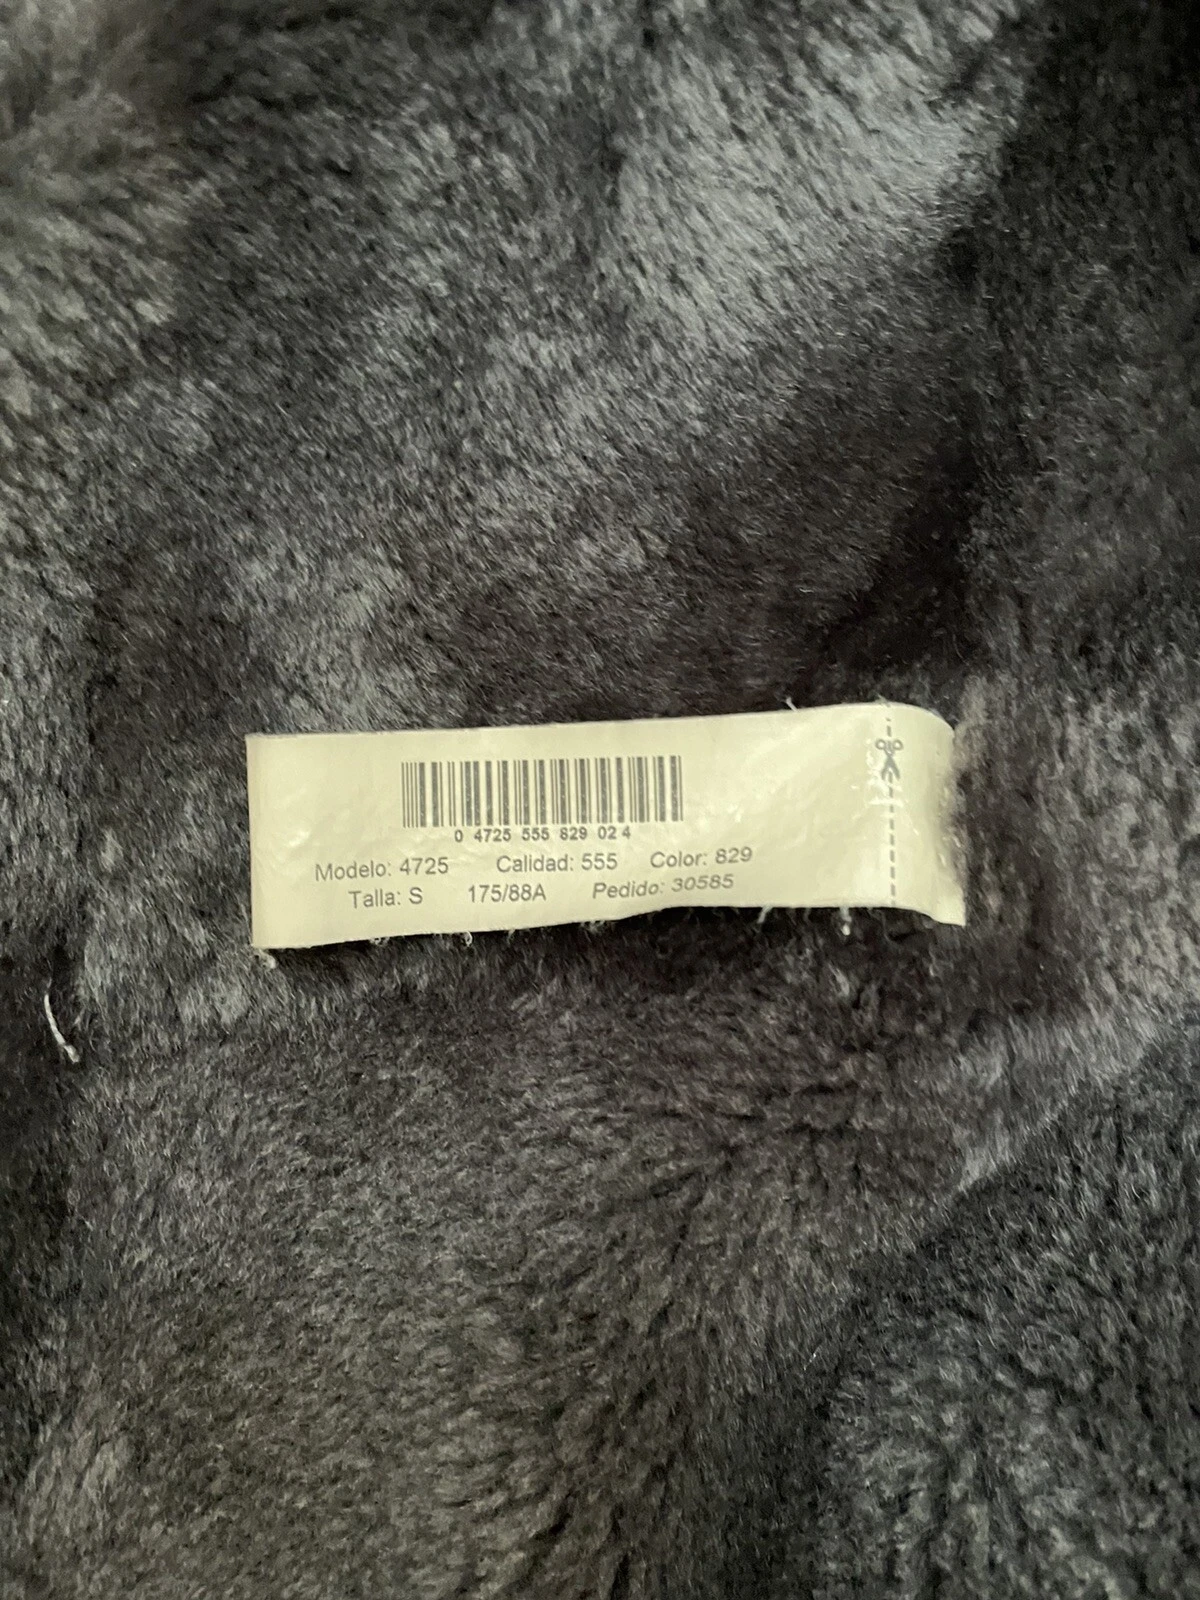 0 4725 555 829 02 4
Modelo: 4725 Calidad: 555 Color: 829
Talla: S 175/88A Pedido: 30585